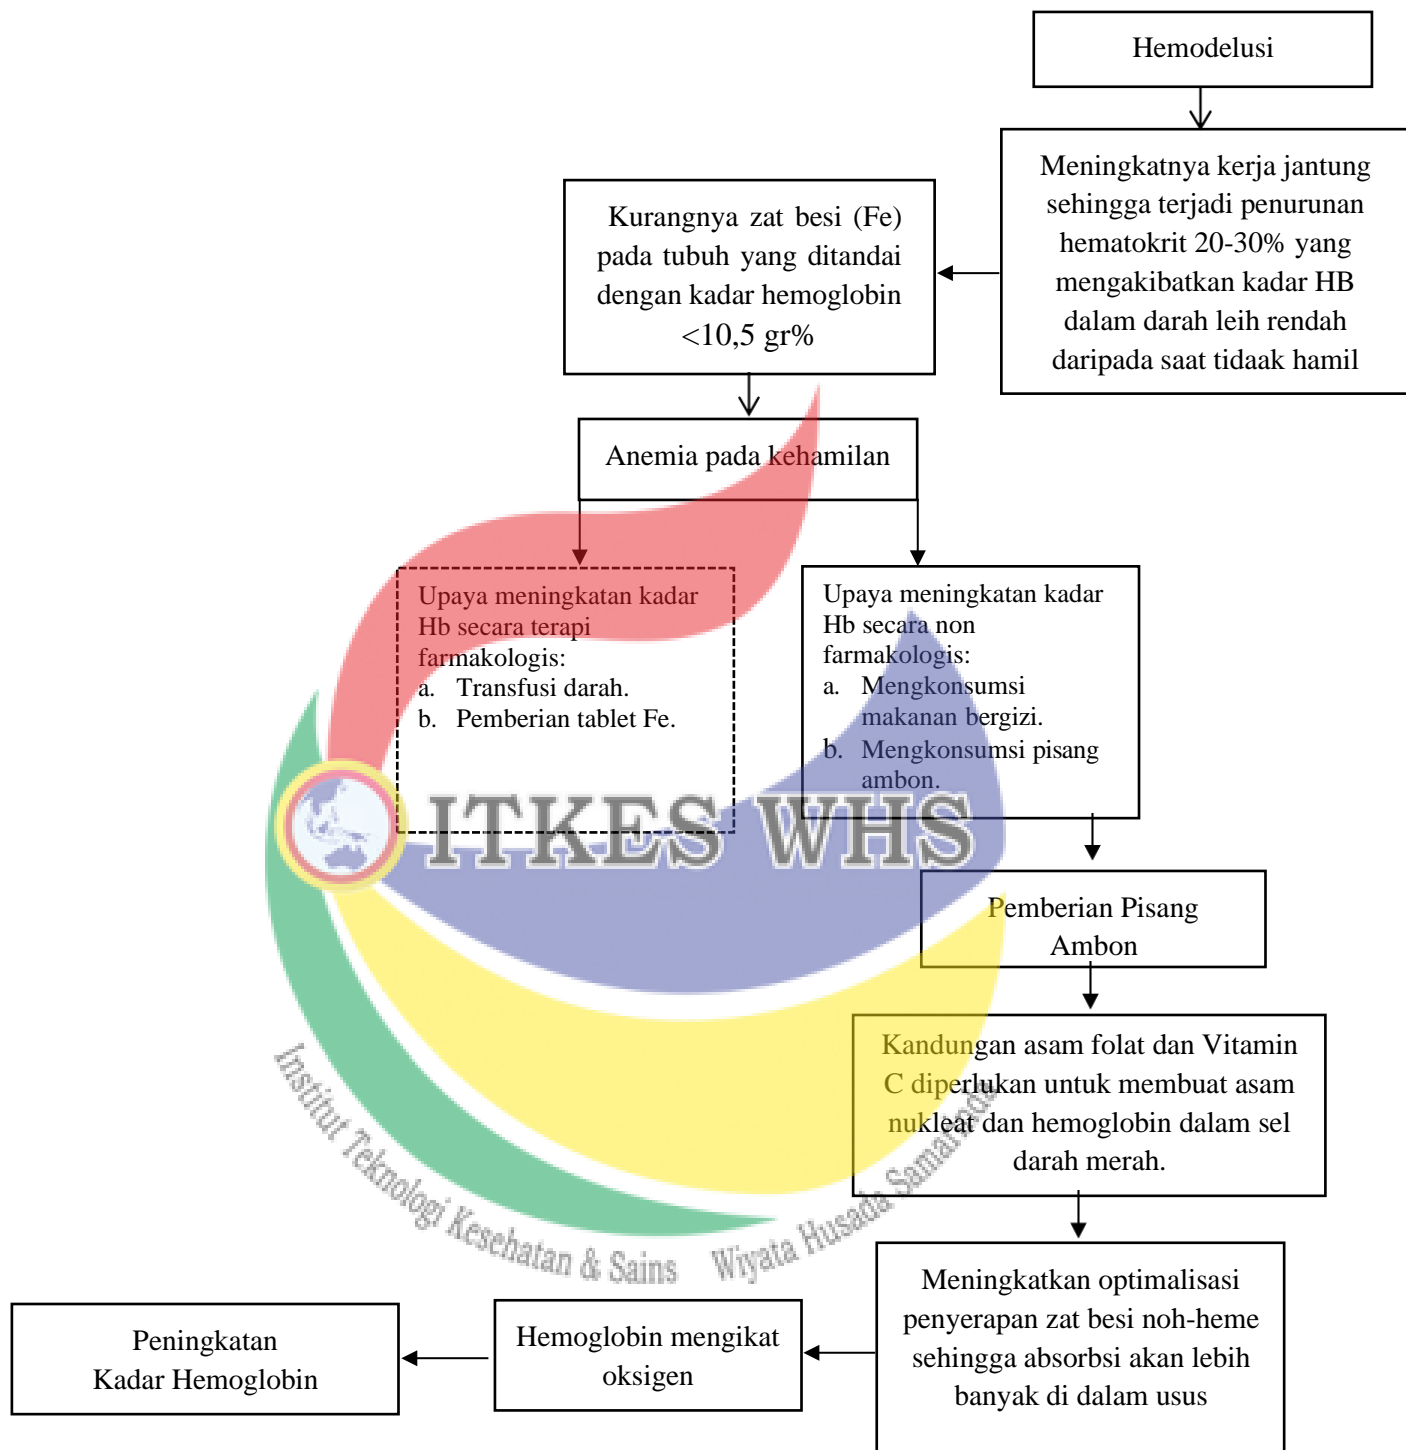 Hemodelusi
Meningkatnya kerja jantung
sehingga terjadi penurunan
hematokrit 20-30% yang
mengakibatkan kadar HB
dalam darah leih rendah
daripada saat tidaak hamil
Kurangnya zat besi (Fe)
pada tubuh yang ditandai
dengan kadar hemoglobin
<10,5 gr%
Anemia pada kehamilan
Upaya meningkatan kadar
Hb secara terapi
farmakologis:
a. Transfusi darah.
b. Pemberian tablet Fe.
Upaya meningkatan kadar
Hb secara non
farmakologis:
a. Mengkonsumsi
makanan bergizi.
b. Mengkonsumsi pisang
ambon.
ITKES WHS
Pemberian Pisang
Ambon
Kandungan asam folat dan Vitamin
C diperlukan untuk membuat asam
nukleat dan hemoglobin dalam sel
darah merah.
Institut Teknologi Kesehatan & Sains Wiyata Husada Samarinda
Meningkatkan optimalisasi
penyerapan zat besi noh-heme
sehingga absorbsi akan lebih
banyak di dalam usus
Hemoglobin mengikat
oksigen
Peningkatan
Kadar Hemoglobin